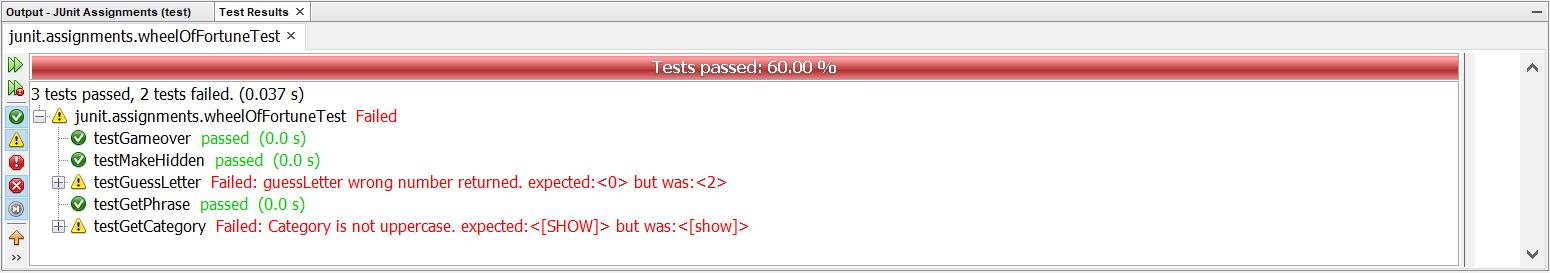 Output - JUnit Assignments (test) Test Results ×
junit.assignments.wheelOfFortuneTest ×
Tests passed: 60.00 %
3 tests passed, 2 tests failed. (0.037 s)
junit.assignments.wheelOfFortuneTest Failed
testGameover passed (0.0 s)
testMakeHidden passed (0.0 s)
testGuessLetter Failed: guessLetter wrong number returned. expected:<0> but was:<2>
testGetPhrase passed (0.0 s)
testGetCategory Failed: Category is not uppercase. expected:<[SHOW]> but was:<[show]>